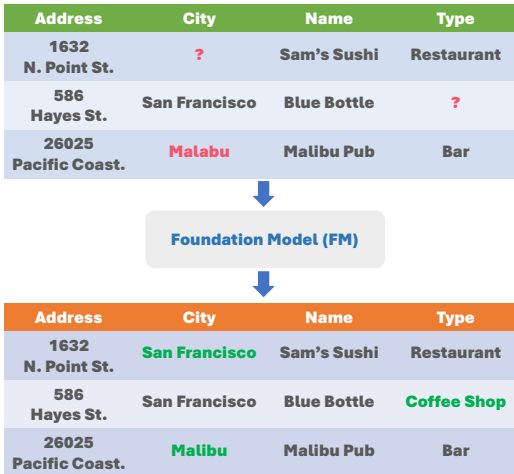 Address City Name Type
1632
N. Point St. ? Sam's Sushi Restaurant
586
Hayes St. San Francisco Blue Bottle ?
26025
Pacific Coast. Malabu Malibu Pub Bar
Foundation Model (FM)
Address City Name Type
1632
N. Point St. San Francisco Sam's Sushi Restaurant
586
Hayes St. San Francisco Blue Bottle Coffee Shop
26025
Pacific Coast. Malibu Malibu Pub Bar